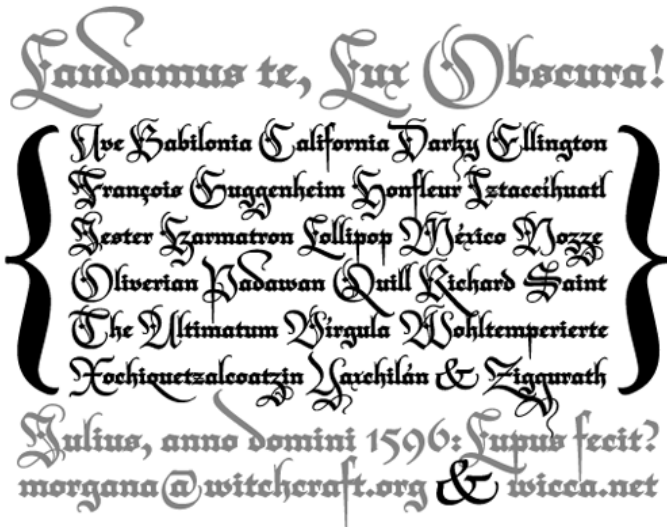 Laudamus te, Lux Obscura!
Ave Babilonia California Darky Ellington
François Guggenheim Honfleur Iztaccíhuatl
Jester Karmatron Lollipop México Nozze
Oliverian Padawan Quill Richard Saint
The Ultimatum Vírgula Wohltemperierte
Xochiquetzalcoatzin Yaxchilán & Ziggurath
Julius, anno domini 1596: Lupus fecit?
morgana@witchcraft.org & wicca.net